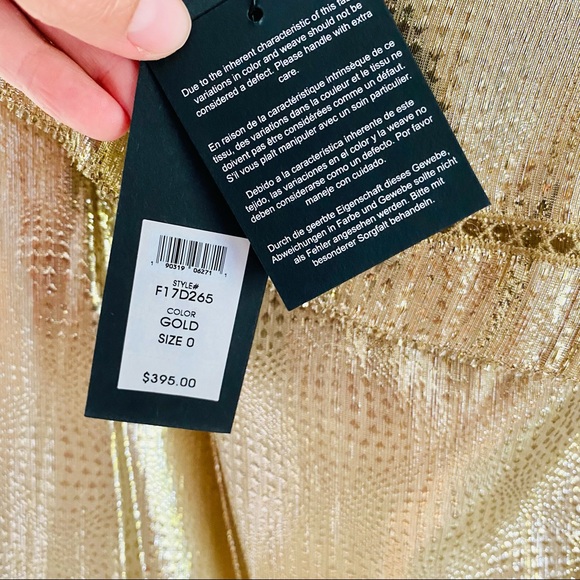 Due to the inherent characteristic of this fa
variations in color and weave should not be
considered a defect. Please handle with extra
care.
En raison de la caractéristique intrinsèque de ce
tissu, des variations dans la couleur et le tissu ne
doivent pas être considérées comme un défaut.
S'il vous plaît manipuler avec un soin particulier.
Debido a la característica inherente de este
tejido, las variaciones en el color y la weave no
deben considerarse como un defecto. Por favor
maneje con cuidado.
Durch die geerbte Eigenschaft dieses Gewebe,
Abweichungen in Farbe und Gewebe sollte nicht
als Fehler angesehen werden. Bitte mit
besonderer Sorgfalt behandeln.
1 90319 06271 1
STYLE#
F17D265
COLOR
GOLD
SIZE 0
$395.00